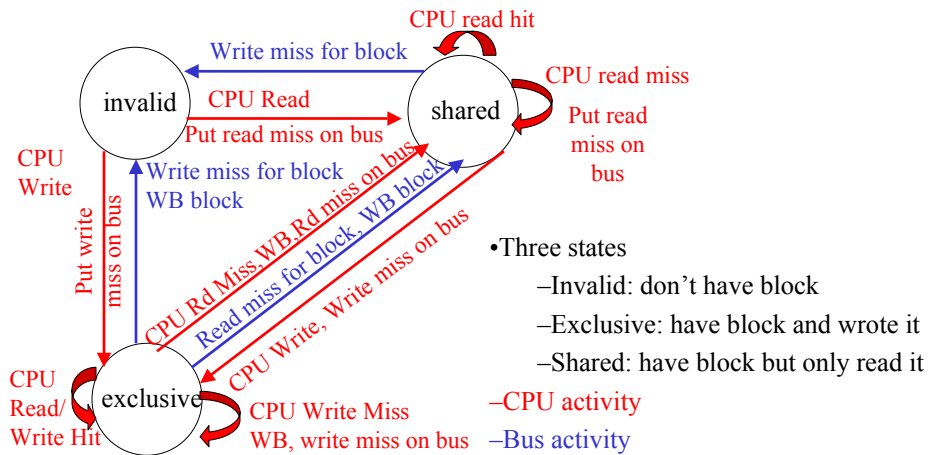 CPU read hit
Write miss for block
invalid
CPU Read
Put read miss on bus
shared
CPU read miss
Put read
miss on
bus
CPU
Write
Put write
miss on bus
Write miss for block
WB block
CPU Rd Miss,WB,Rd miss on bus
Read miss for block, WB block
CPU Write, Write miss on bus
•Three states
–Invalid: don't have block
–Exclusive: have block and wrote it
–Shared: have block but only read it
–CPU activity
–Bus activity
CPU
Read/
Write Hit
exclusive
CPU Write Miss
WB, write miss on bus